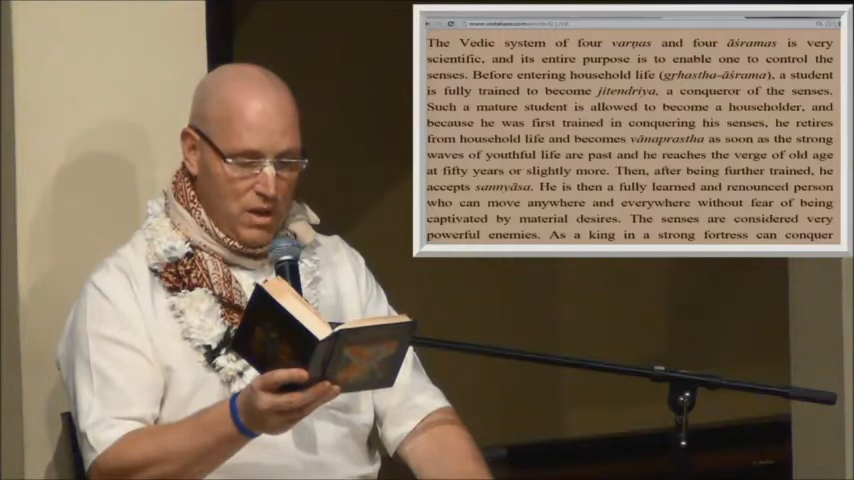 www.vedabase.com
The Vedic system of four varṇas and four āśramas is very
scientific, and its entire purpose is to enable one to control the
senses. Before entering household life (gṛhastha-āśrama), a student
is fully trained to become jitendriya, a conqueror of the senses.
Such a mature student is allowed to become a householder, and
because he was first trained in conquering his senses, he retires
from household life and becomes vānaprastha as soon as the strong
waves of youthful life are past and he reaches the verge of old age
at fifty years or slightly more. Then, after being further trained, he
accepts sannyāsa. He is then a fully learned and renounced person
who can move anywhere and everywhere without fear of being
captivated by material desires. The senses are considered very
powerful enemies. As a king in a strong fortress can conquer